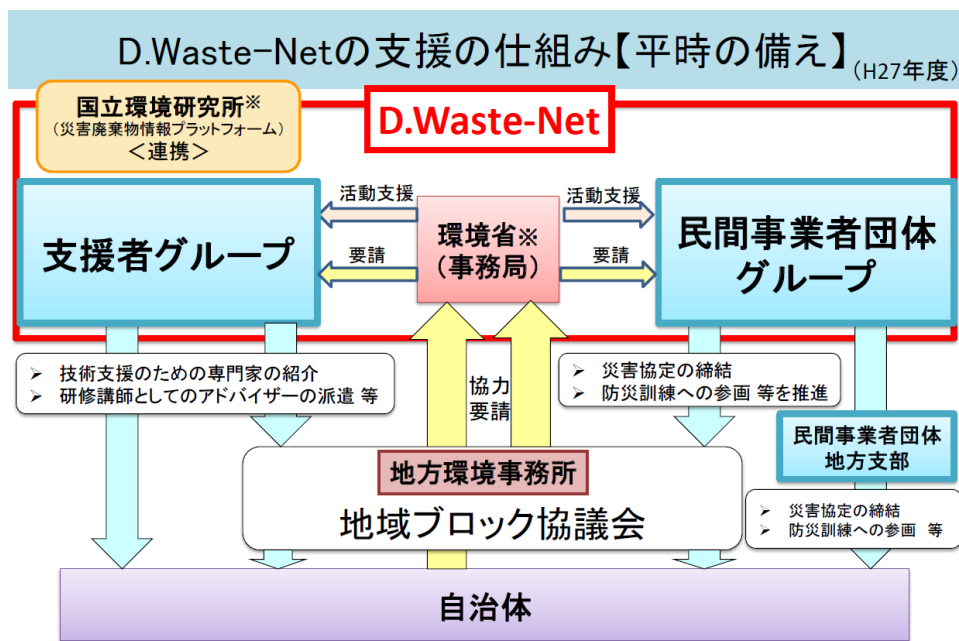 D.Waste-Netの支援の仕組み【平時の備え】(H27年度)
国立環境研究所※
(災害廃棄物情報プラットフォーム)
<連携>
D.Waste-Net
支援者グループ
活動支援
要請
環境省※
(事務局)
活動支援
要請
民間事業者団体
グループ
➢ 技術支援のための専門家の紹介
➢ 研修講師としてのアドバイザーの派遣 等
協力
要請
➢ 災害協定の締結
➢ 防災訓練への参画 等を推進
民間事業者団体
地方支部
➢ 災害協定の締結
➢ 防災訓練への参画 等
地方環境事務所
地域ブロック協議会
自治体